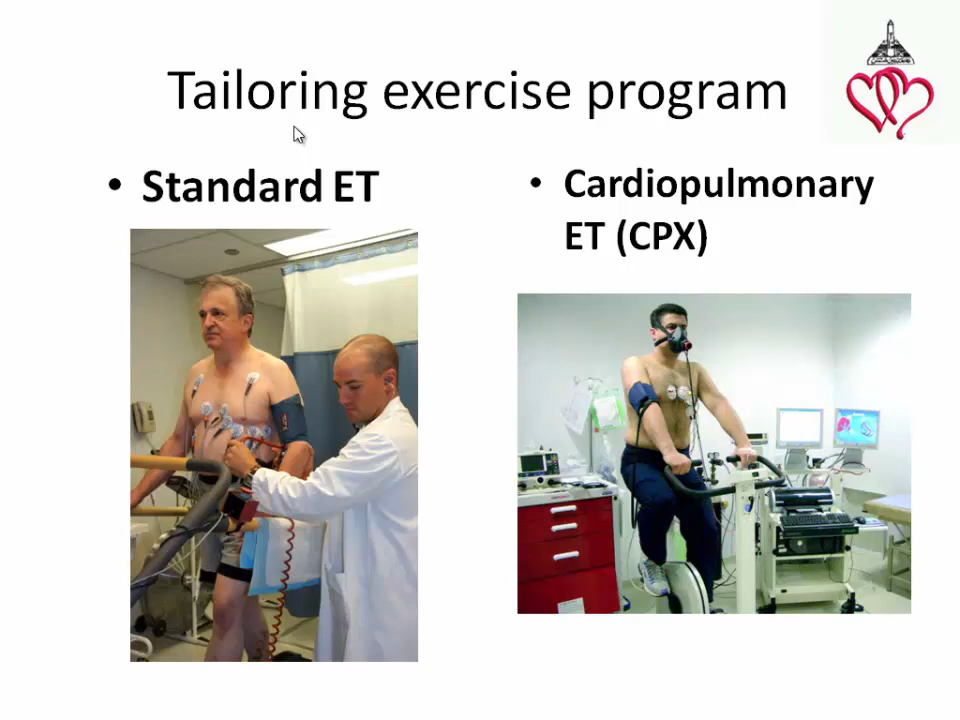 Tailoring exercise program
• Standard ET
• Cardiopulmonary
ET (CPX)